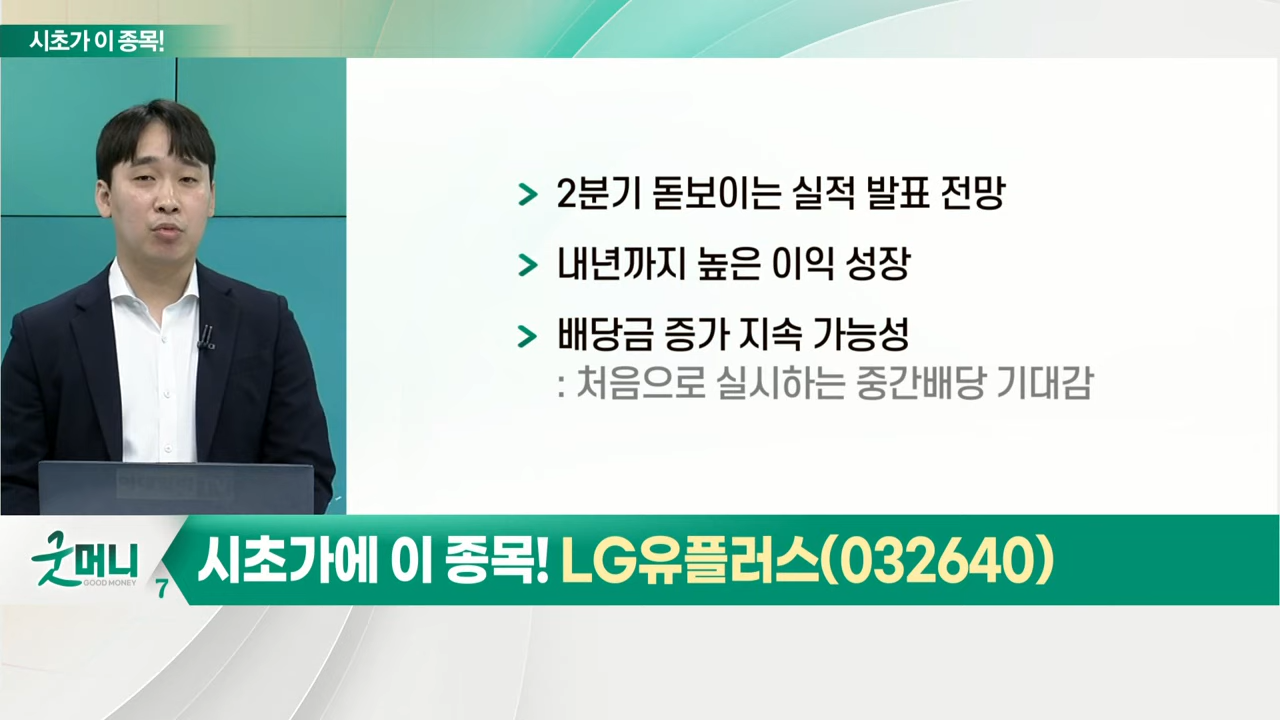 시초가 이 종목!
2분기 돋보이는 실적 발표 전망
내년까지 높은 이익 성장
배당금 증가 지속 가능성
: 처음으로 실시하는 중간배당 기대감
굿머니
GOOD MONEY
7
시초가에 이 종목! LG유플러스(032640)